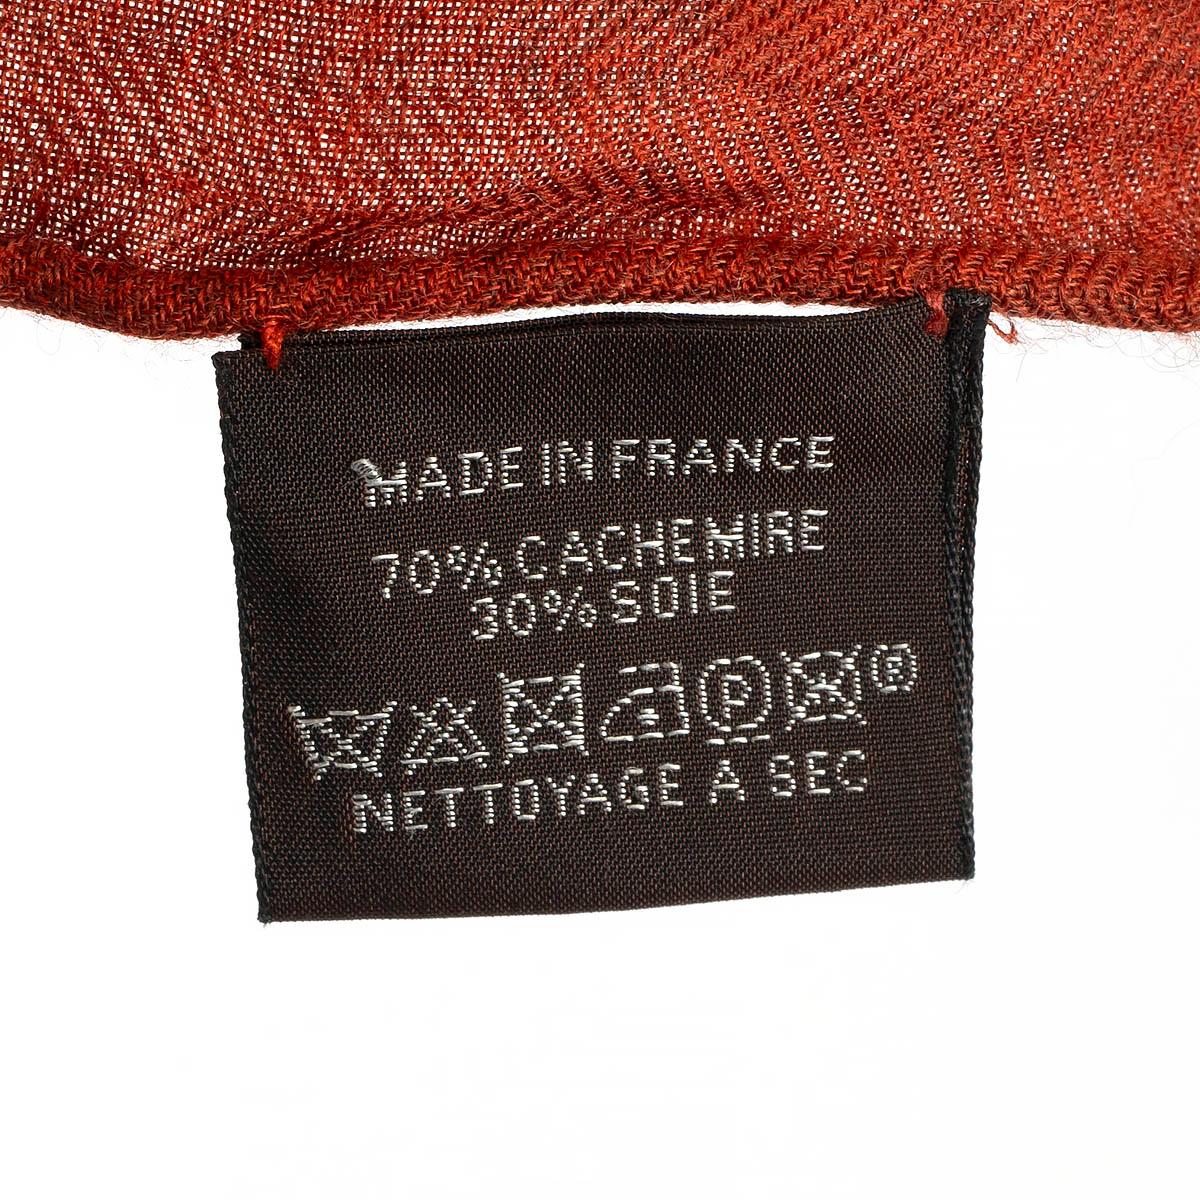 MADE IN FRANCE
70% CACHEMIRE
30% SOIE
P ®
NETTOYAGE A SEC